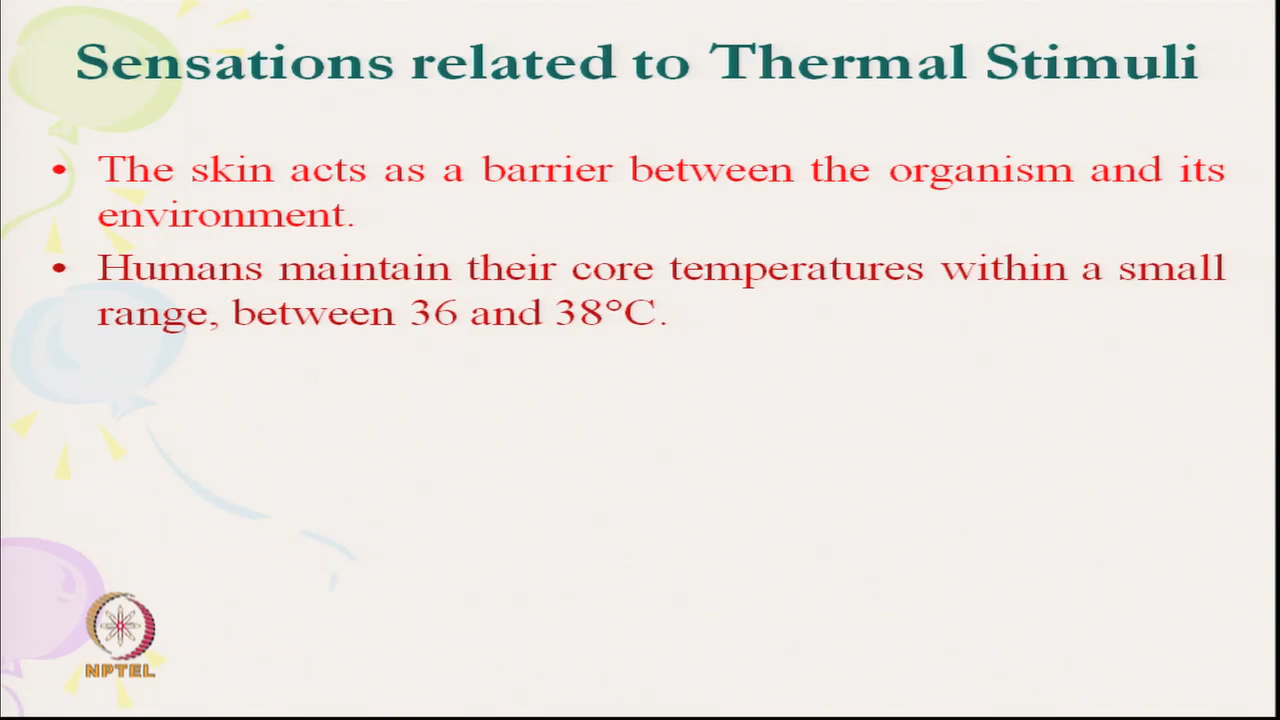 Sensations related to Thermal Stimuli
• The skin acts as a barrier between the organism and its
environment.
• Humans maintain their core temperatures within a small
range, between 36 and 38°C.
NPTEL